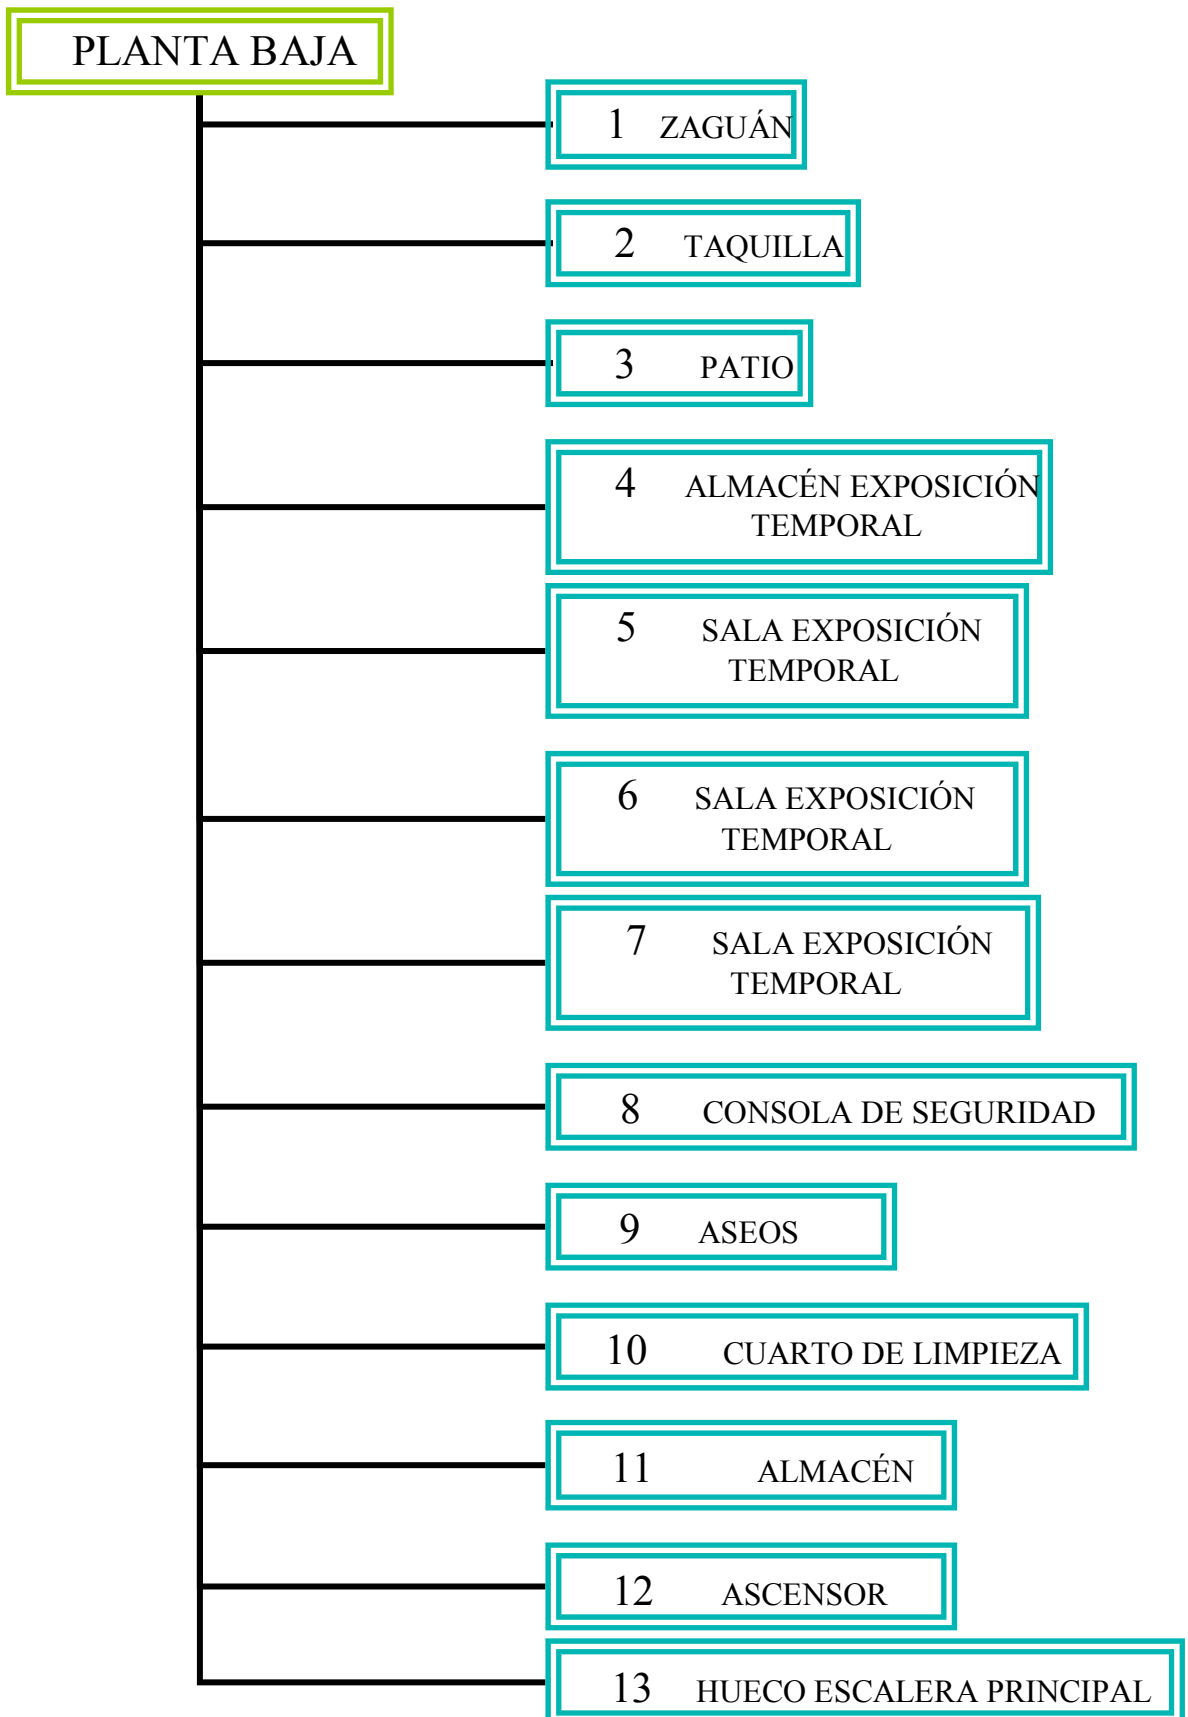 PLANTA BAJA
1 ZAGUÁN
2 TAQUILLA
3 PATIO
4 ALMACÉN EXPOSICIÓN
TEMPORAL
5 SALA EXPOSICIÓN
TEMPORAL
6 SALA EXPOSICIÓN
TEMPORAL
7 SALA EXPOSICIÓN
TEMPORAL
8 CONSOLA DE SEGURIDAD
9 ASEOS
10 CUARTO DE LIMPIEZA
11 ALMACÉN
12 ASCENSOR
13 HUECO ESCALERA PRINCIPAL